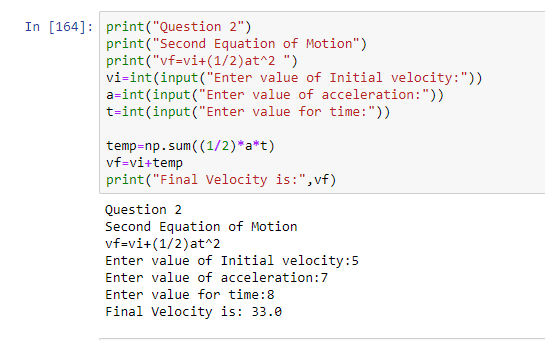 In [164]: print("Question 2")
print("Second Equation of Motion")
print("vf=vi+(1/2)at^2 ")
vi=int(input("Enter value of Initial velocity:"))
a=int(input("Enter value of acceleration:"))
t=int(input("Enter value for time:"))
temp=np.sum((1/2)*a*t)
vf=vi+temp
print("Final Velocity is:",vf)
Question 2
Second Equation of Motion
vf=vi+(1/2)at^2
Enter value of Initial velocity:5
Enter value of acceleration:7
Enter value for time:8
Final Velocity is: 33.0